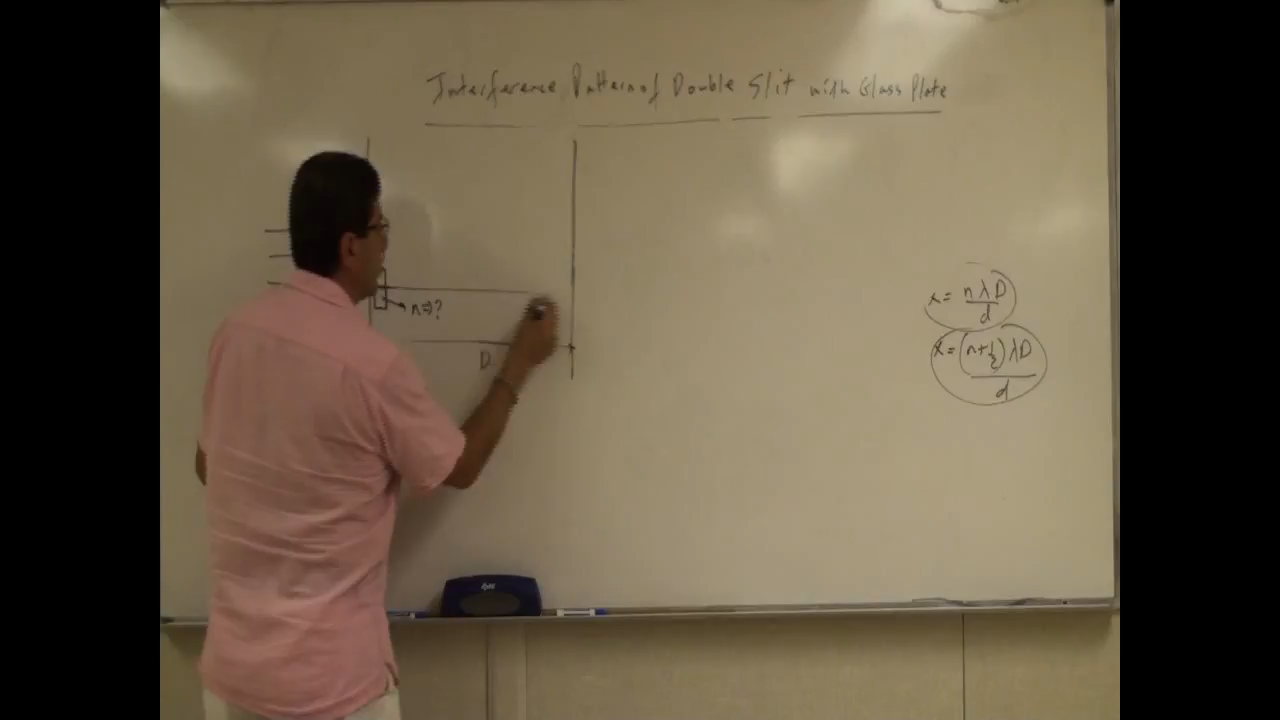 Interference Pattern of Double Slit with Glass Plate
n⇒?
D
x = nλD/d
x = (n+½)λD/d